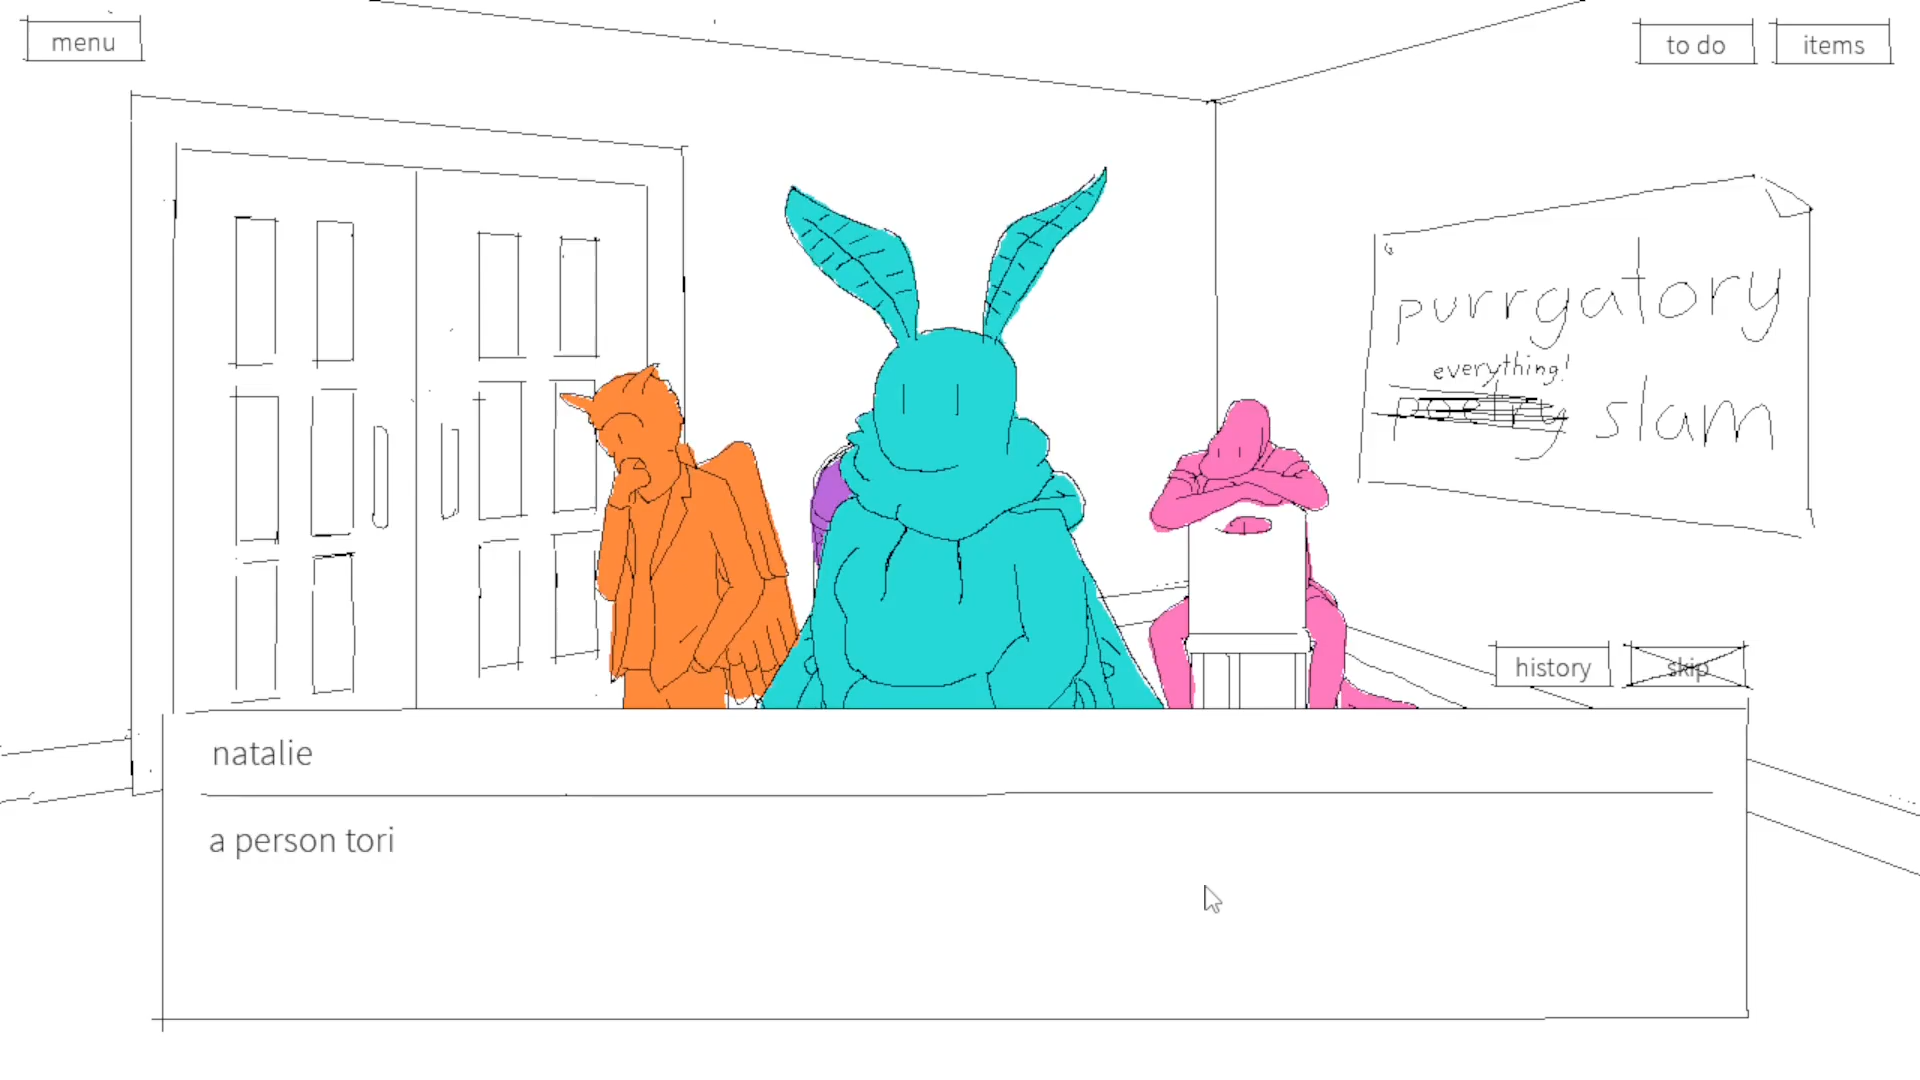 menu
to do
items
purrgatory
everything!
poetry slam
history
skip
natalie
a person tori